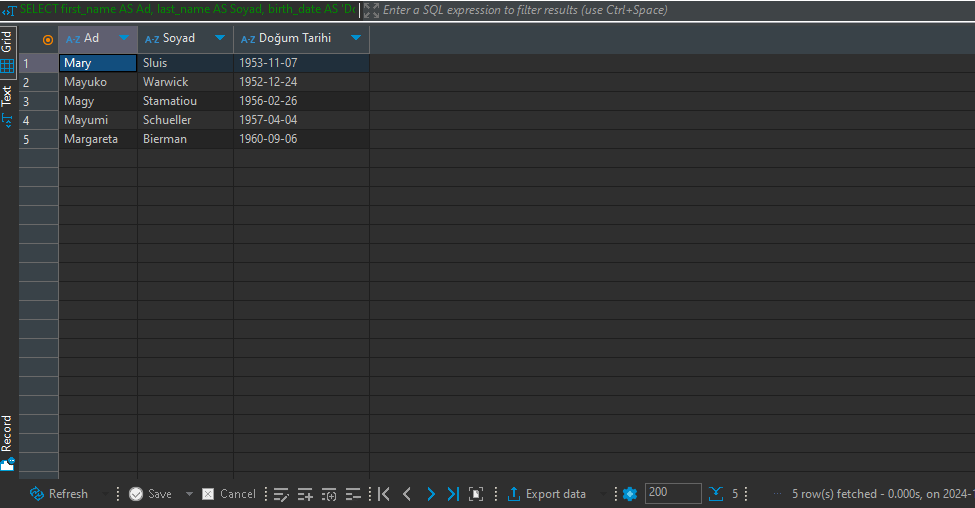 SELECT first_name AS Ad, last_name AS Soyad, birth_date AS 'Do Enter a SQL expression to filter results (use Ctrl+Space)
Grid
Text
Record
A-Z Ad A-Z Soyad A-Z Doğum Tarihi
1 Mary Sluis 1953-11-07
2 Mayuko Warwick 1952-12-24
3 Magy Stamatiou 1956-02-26
4 Mayumi Schueller 1957-04-04
5 Margareta Bierman 1960-09-06
Refresh Save Cancel Export data 200 5 5 row(s) fetched - 0.000s, on 2024-